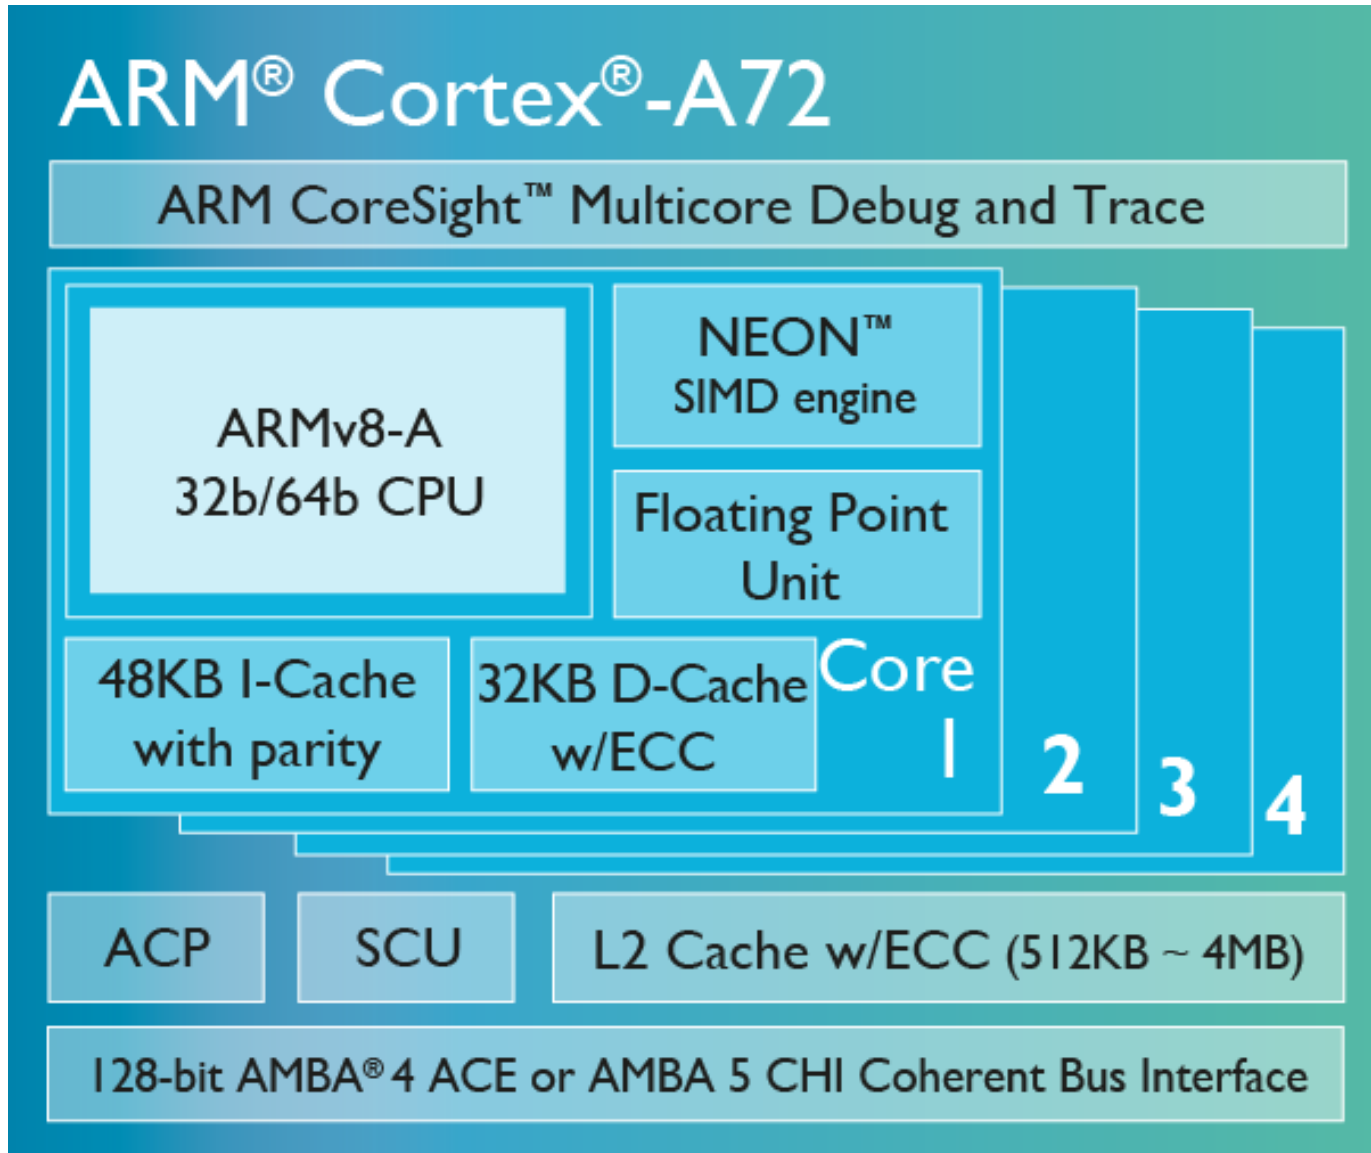 ARM® Cortex®-A72
ARM CoreSight™ Multicore Debug and Trace
ARMv8-A
32b/64b CPU
NEON™
SIMD engine
Floating Point
Unit
48KB I-Cache
with parity
32KB D-Cache
w/ECC
Core
1
2
3
4
ACP
SCU
L2 Cache w/ECC (512KB ~ 4MB)
128-bit AMBA® 4 ACE or AMBA 5 CHI Coherent Bus Interface